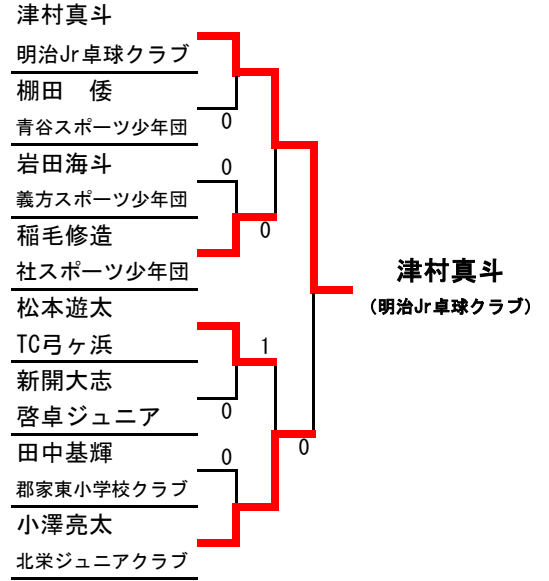 津村真斗
明治Jr卓球クラブ
棚田　倭
青谷スポーツ少年団
0
岩田海斗
0
義方スポーツ少年団
稲毛修造
0
社スポーツ少年団
津村真斗
(明治Jr卓球クラブ)
松本遊太
TC弓ヶ浜
1
新開大志
啓卓ジュニア
0
田中基輝
0
0
郡家東小学校クラブ
小澤亮太
北栄ジュニアクラブ